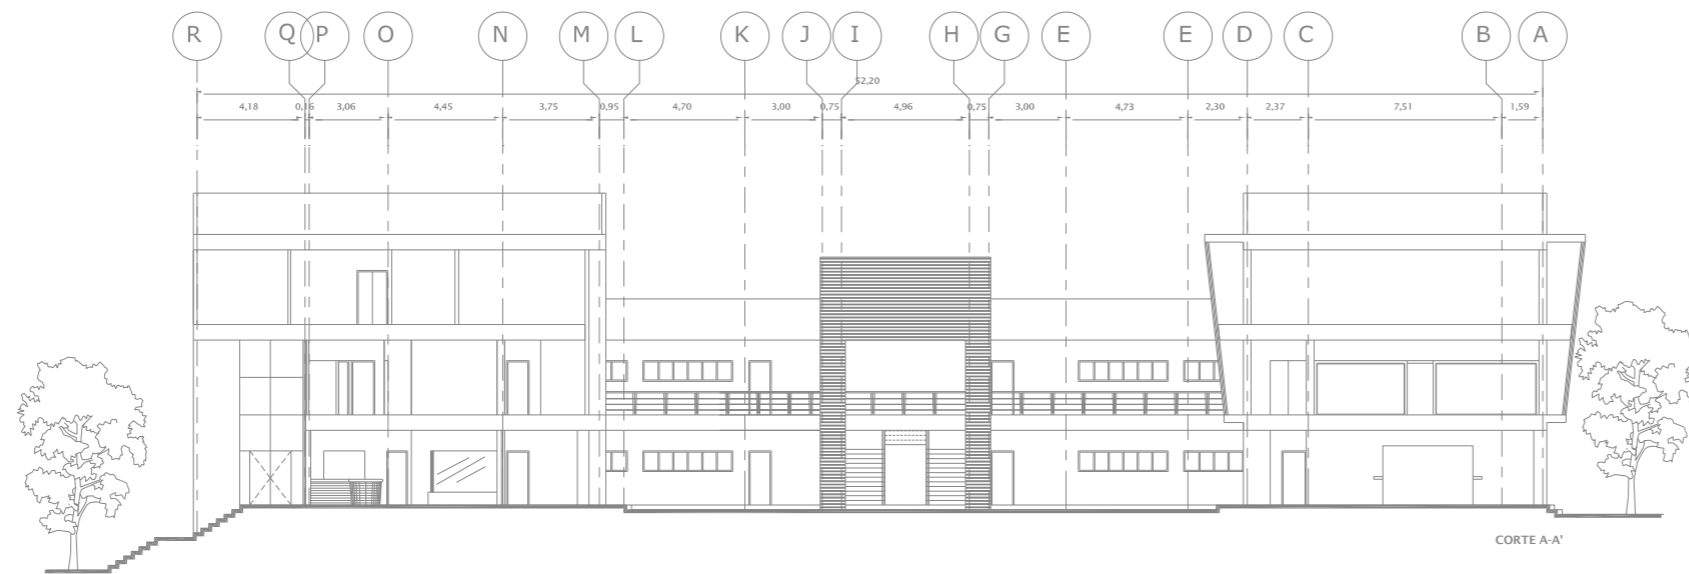 R Q P O N M L K J I H G E E D C B A
52,20
4,18 0,16 3,06 4,45 3,75 0,95 4,70 3,00 0,75 4,96 0,75 3,00 4,73 2,30 2,37 7,51 1,59
CORTE A-A'